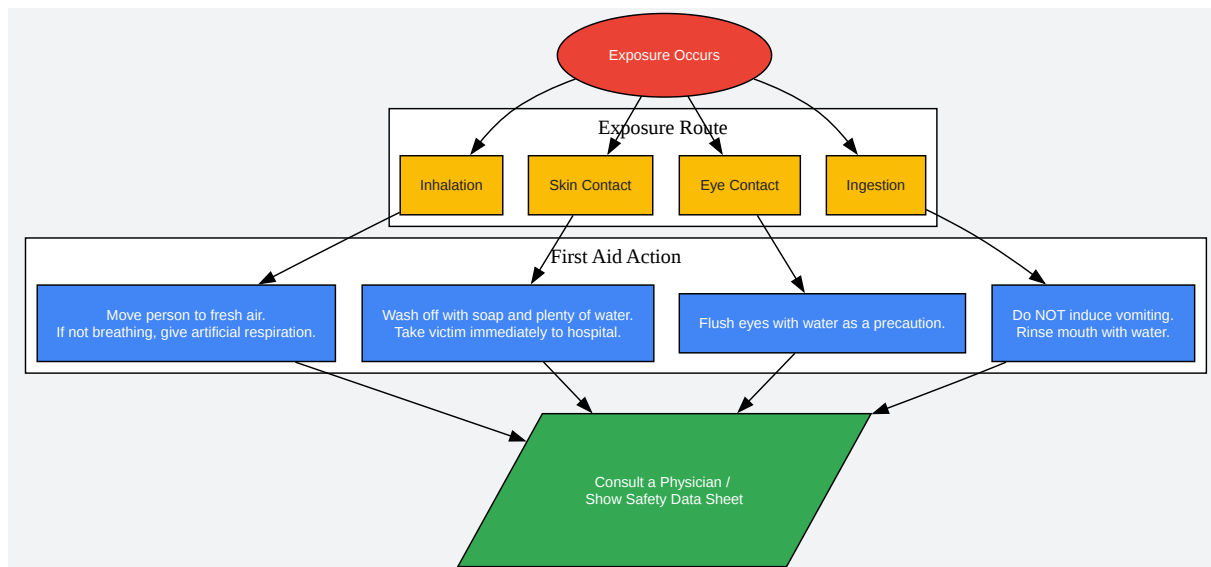 Exposure Occurs
Exposure Route
Inhalation
Skin Contact
Eye Contact
Ingestion
First Aid Action
Move person to fresh air.
If not breathing, give artificial respiration.
Wash off with soap and plenty of water.
Take victim immediately to hospital.
Flush eyes with water as a precaution.
Do NOT induce vomiting.
Rinse mouth with water.
Consult a Physician /
Show Safety Data Sheet